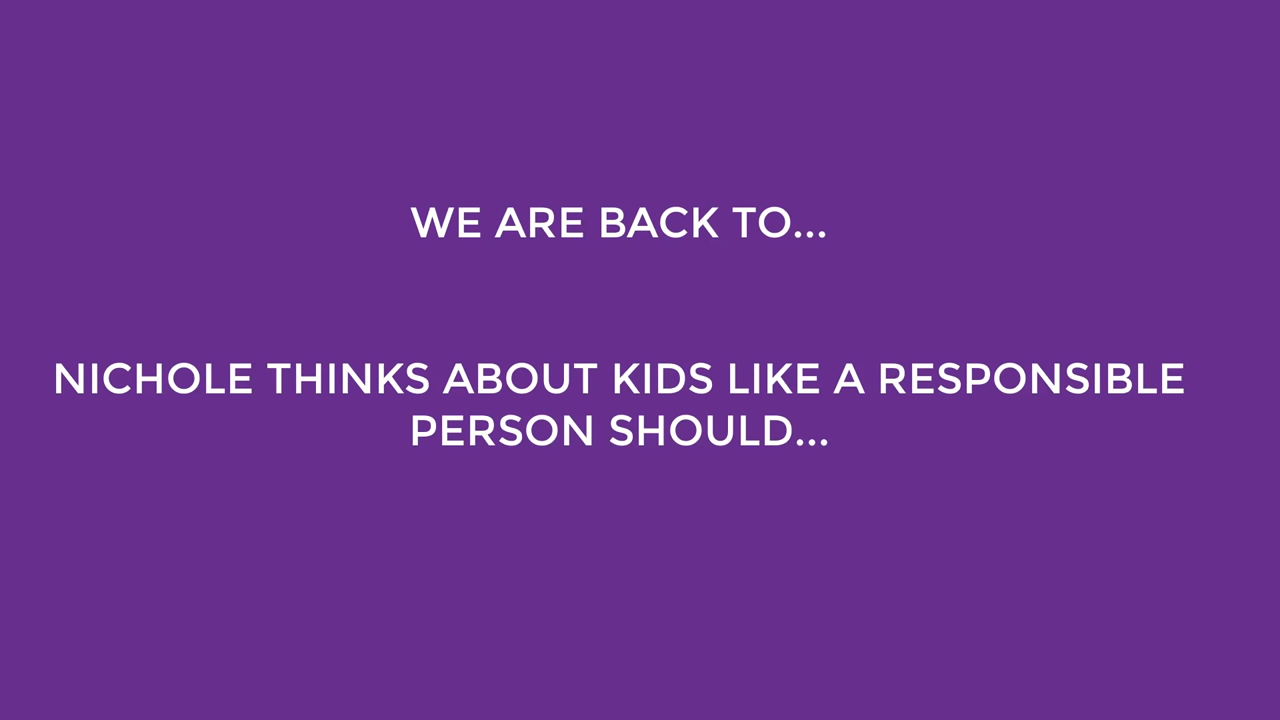 WE ARE BACK TO...
NICHOLE THINKS ABOUT KIDS LIKE A RESPONSIBLE
PERSON SHOULD...